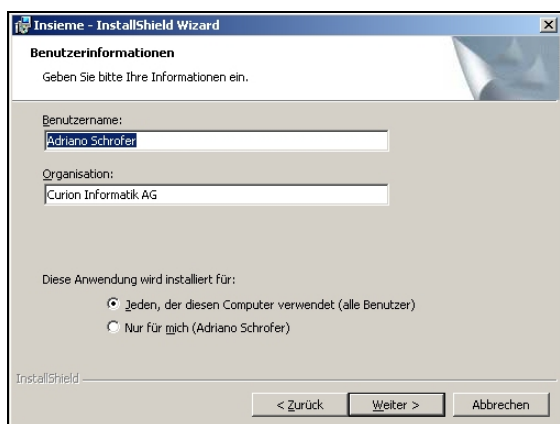 Insieme - InstallShield Wizard
Benutzerinformationen
Geben Sie bitte Ihre Informationen ein.
Benutzername:
Adriano Schrofer
Organisation:
Curion Informatik AG
Diese Anwendung wird installiert für:
Jeden, der diesen Computer verwendet (alle Benutzer)
Nur für mich (Adriano Schrofer)
InstallShield
< Zurück Weiter > Abbrechen